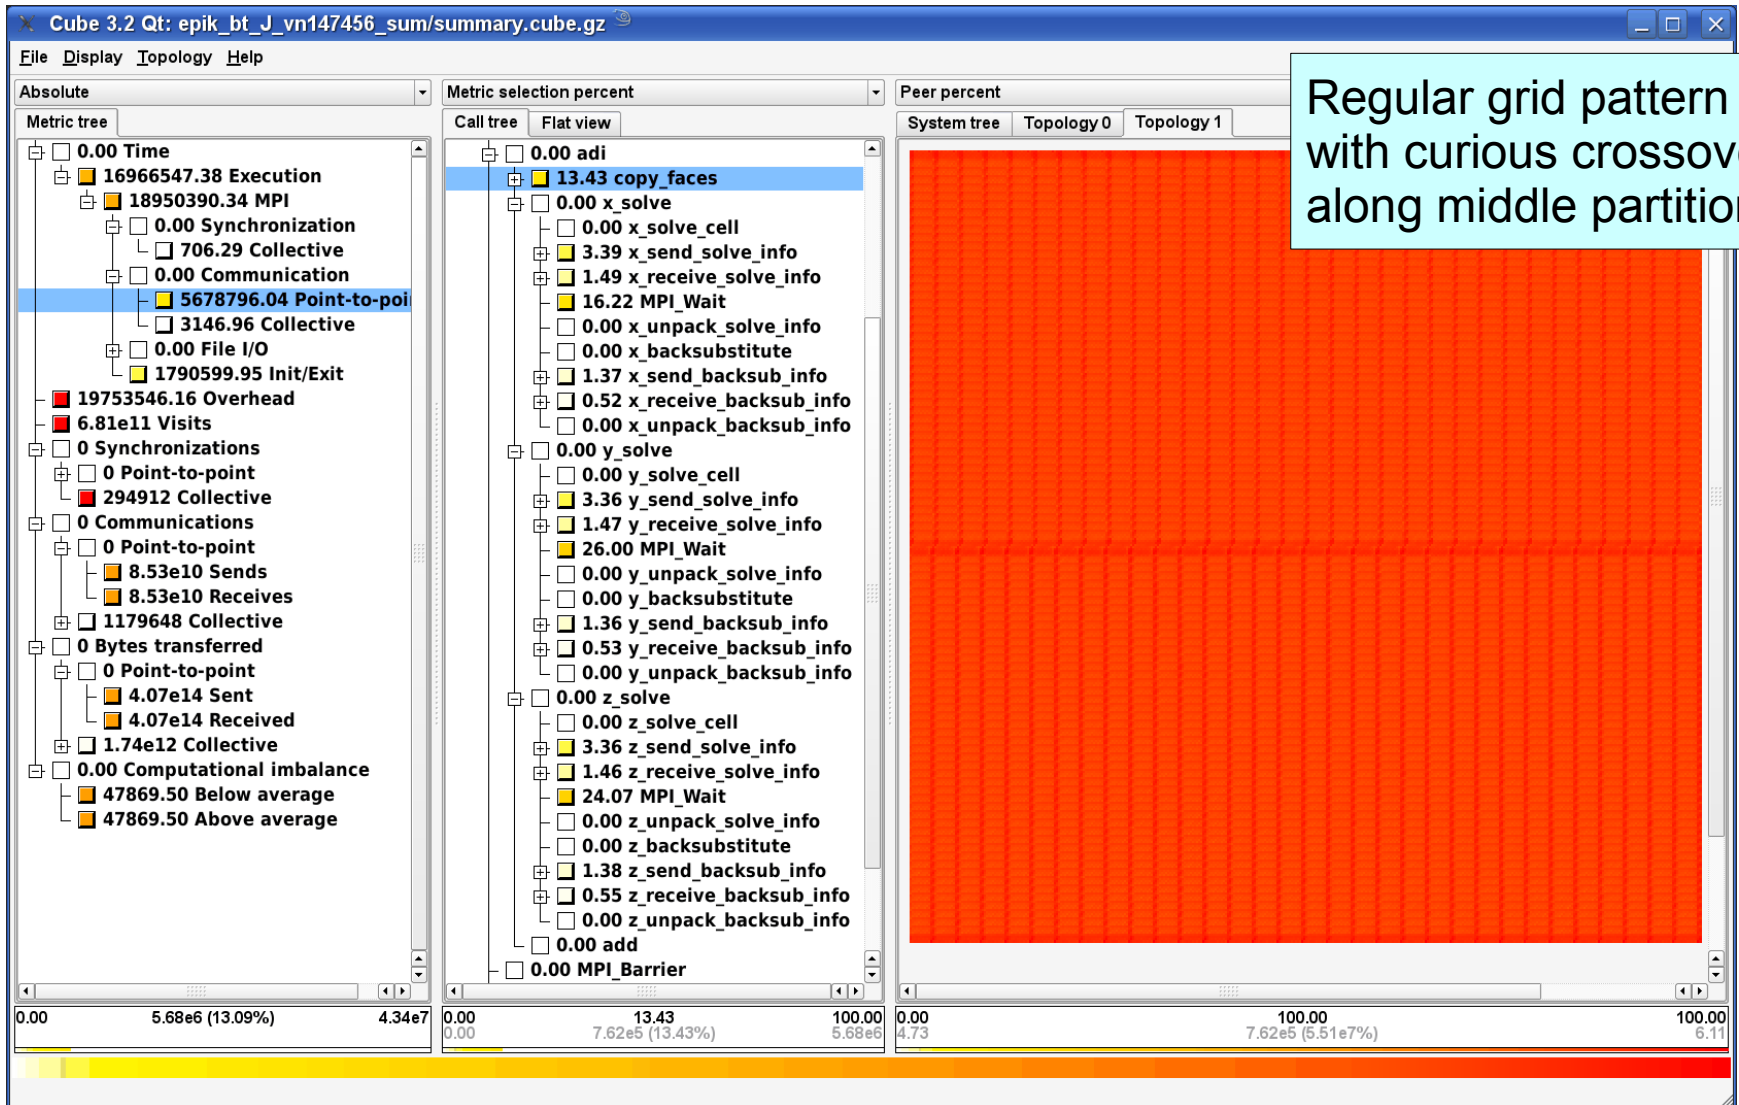 Cube 3.2 Qt: epik_bt_J_vn147456_sum/summary.cube.gz
File Display Topology Help
Absolute
Metric tree
0.00 Time
16966547.38 Execution
18950390.34 MPI
0.00 Synchronization
706.29 Collective
0.00 Communication
5678796.04 Point-to-poi
3146.96 Collective
0.00 File I/O
1790599.95 Init/Exit
19753546.16 Overhead
6.81e11 Visits
0 Synchronizations
0 Point-to-point
294912 Collective
0 Communications
0 Point-to-point
8.53e10 Sends
8.53e10 Receives
1179648 Collective
0 Bytes transferred
0 Point-to-point
4.07e14 Sent
4.07e14 Received
1.74e12 Collective
0.00 Computational imbalance
47869.50 Below average
47869.50 Above average
0.00 5.68e6 (13.09%) 4.34e7
Metric selection percent
Call tree Flat view
0.00 adi
13.43 copy_faces
0.00 x_solve
0.00 x_solve_cell
3.39 x_send_solve_info
1.49 x_receive_solve_info
16.22 MPI_Wait
0.00 x_unpack_solve_info
0.00 x_backsubstitute
1.37 x_send_backsub_info
0.52 x_receive_backsub_info
0.00 x_unpack_backsub_info
0.00 y_solve
0.00 y_solve_cell
3.36 y_send_solve_info
1.47 y_receive_solve_info
26.00 MPI_Wait
0.00 y_unpack_solve_info
0.00 y_backsubstitute
1.36 y_send_backsub_info
0.53 y_receive_backsub_info
0.00 y_unpack_backsub_info
0.00 z_solve
0.00 z_solve_cell
3.36 z_send_solve_info
1.46 z_receive_solve_info
24.07 MPI_Wait
0.00 z_unpack_solve_info
0.00 z_backsubstitute
1.38 z_send_backsub_info
0.55 z_receive_backsub_info
0.00 z_unpack_backsub_info
0.00 add
0.00 MPI_Barrier
0.00 13.43 100.00
0.00 7.62e5 (13.43%) 5.68e6
Peer percent
System tree Topology 0 Topology 1
Regular grid pattern
with curious crossove
along middle partition
0.00 100.00 100.00
4.73 7.62e5 (5.51e7%) 6.11